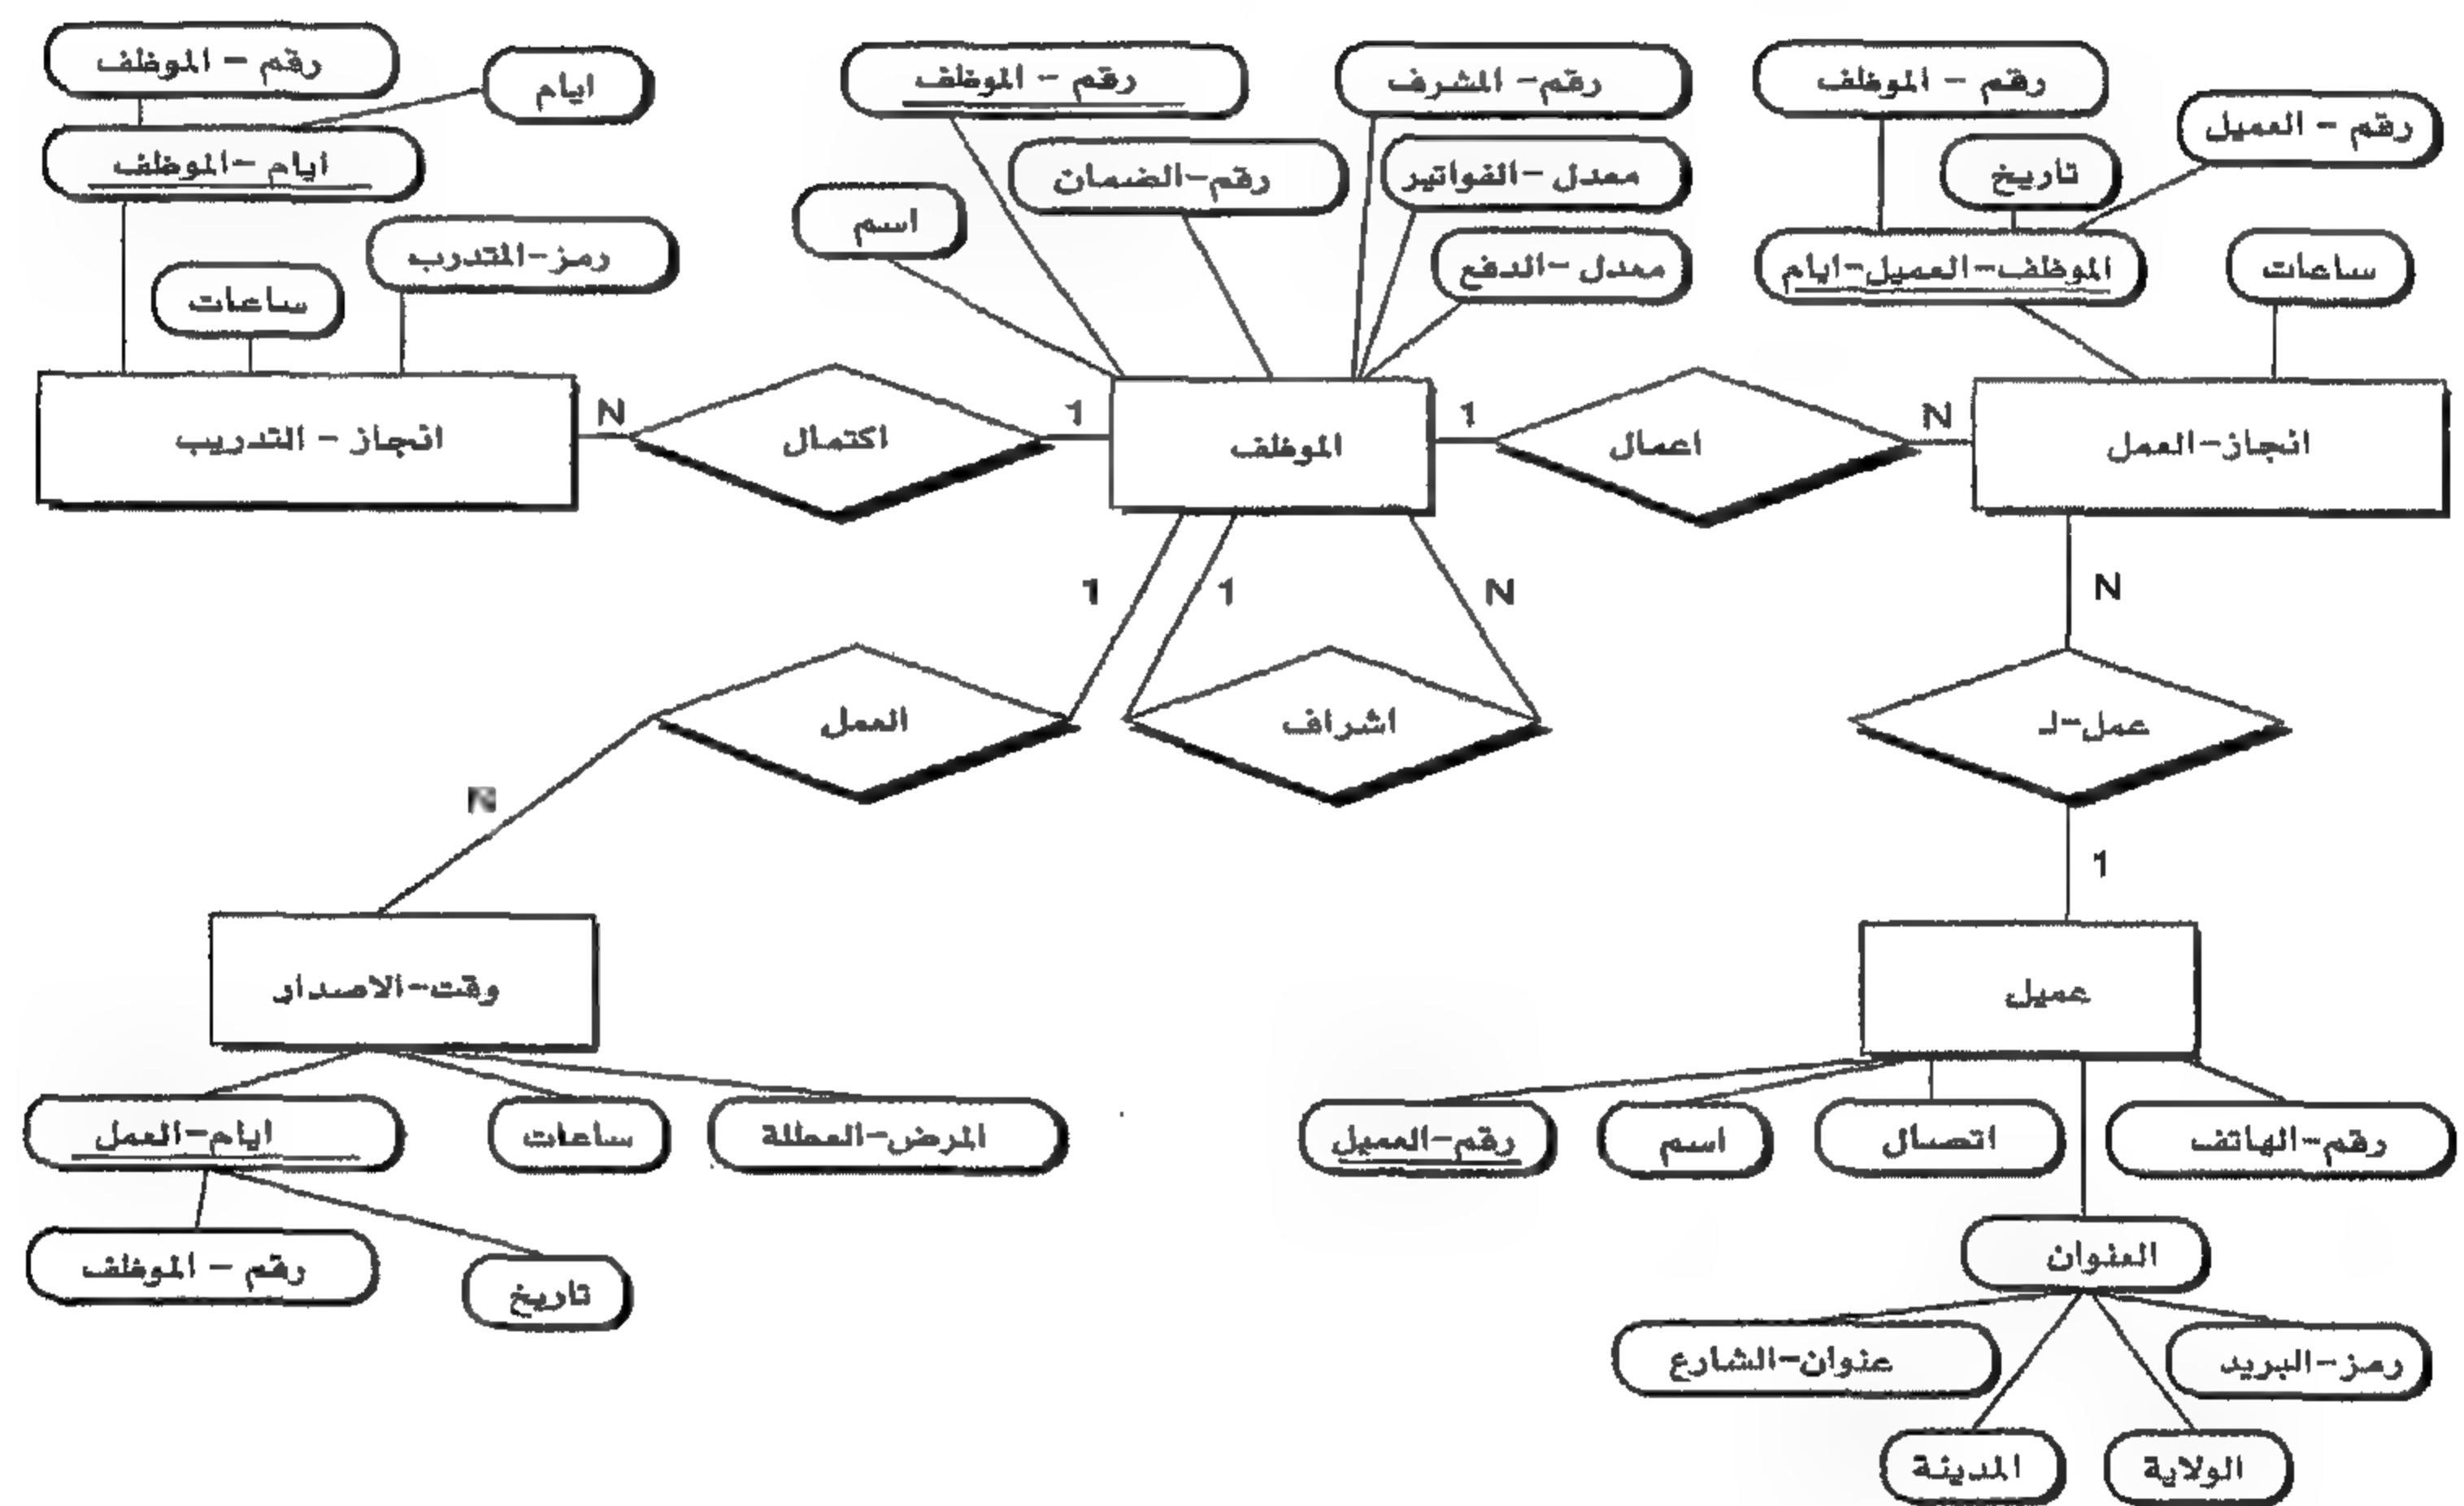 رقم - الموظف
ايام
ايام-الموظف
ساعات
رمز-المتدرب
انجاز - التدريب
N
اكتمال
1
رقم - الموظف
رقم- المشرف
رقم-الضمان
معدل-الفواتير
اسم
معدل-الدفع
الموظف
1
اعمال
N
رقم - الموظف
رقم - العميل
تاريخ
الموظف-العميل-ايام
ساعات
انجاز-العمل
1
1
N
N
العمل
اشراف
عمل-لـ
N
1
وقت-الاصدار
عميل
ايام-العمل
ساعات
المرض-العطلة
رقم - الموظف
تاريخ
رقم-العميل
اسم
اتصال
رقم-الهاتف
العنوان
عنوان-الشارع
رمز-البريد
المدينة
الولاية